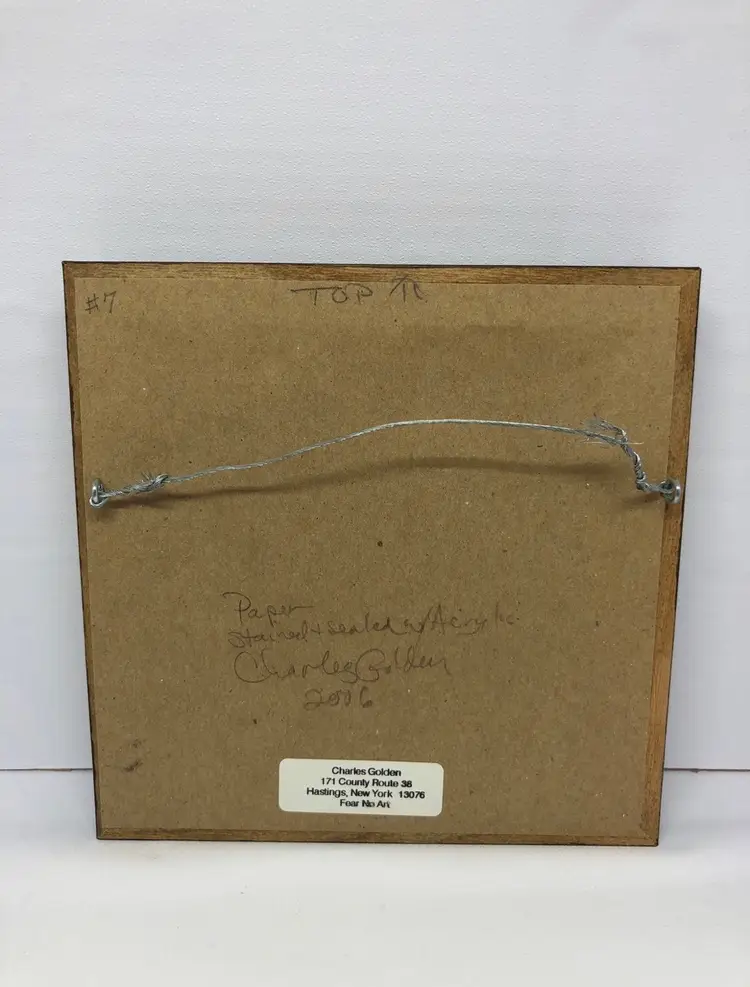 #7
TOP ⇑
Paper
stained + sealed w/ Acrylic
Charles Golden
2006
Charles Golden
171 County Route 38
Hastings, New York 13076
Fear No Art